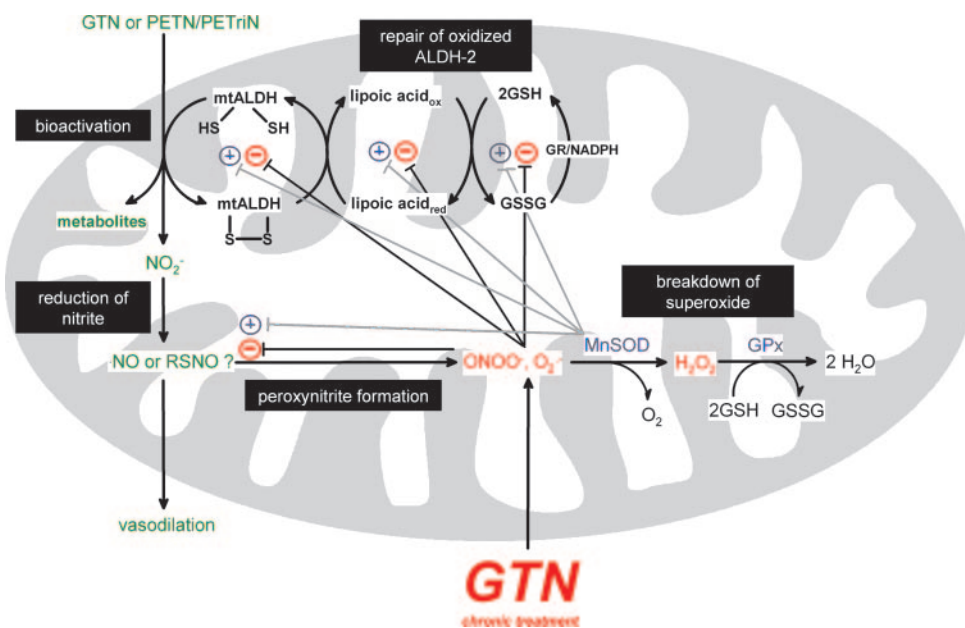 GTN or PETN/PETriN
repair of oxidized
ALDH-2
bioactivation
mtALDH
HS
SH
lipoic acidox
2GSH
GR/NADPH
+
−
+
−
+
−
mtALDH
S
S
lipoic acidred
GSSG
metabolites
NO2-
reduction of
nitrite
breakdown of
superoxide
+
−
NO or RSNO ?
ONOO-, O2·-
MnSOD
H2O2
GPx
2 H2O
peroxynitrite formation
O2
2GSH
GSSG
vasodilation
GTN
chronic treatment